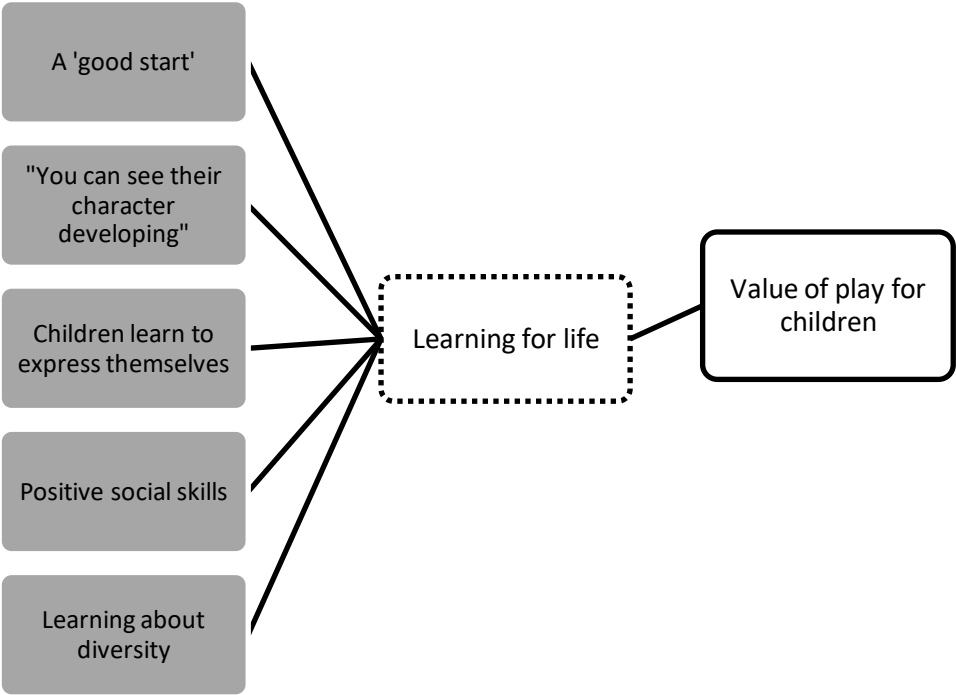 A 'good start'
"You can see their
character
developing"
Children learn to
express themselves
Positive social skills
Learning about
diversity
Learning for life
Value of play for
children